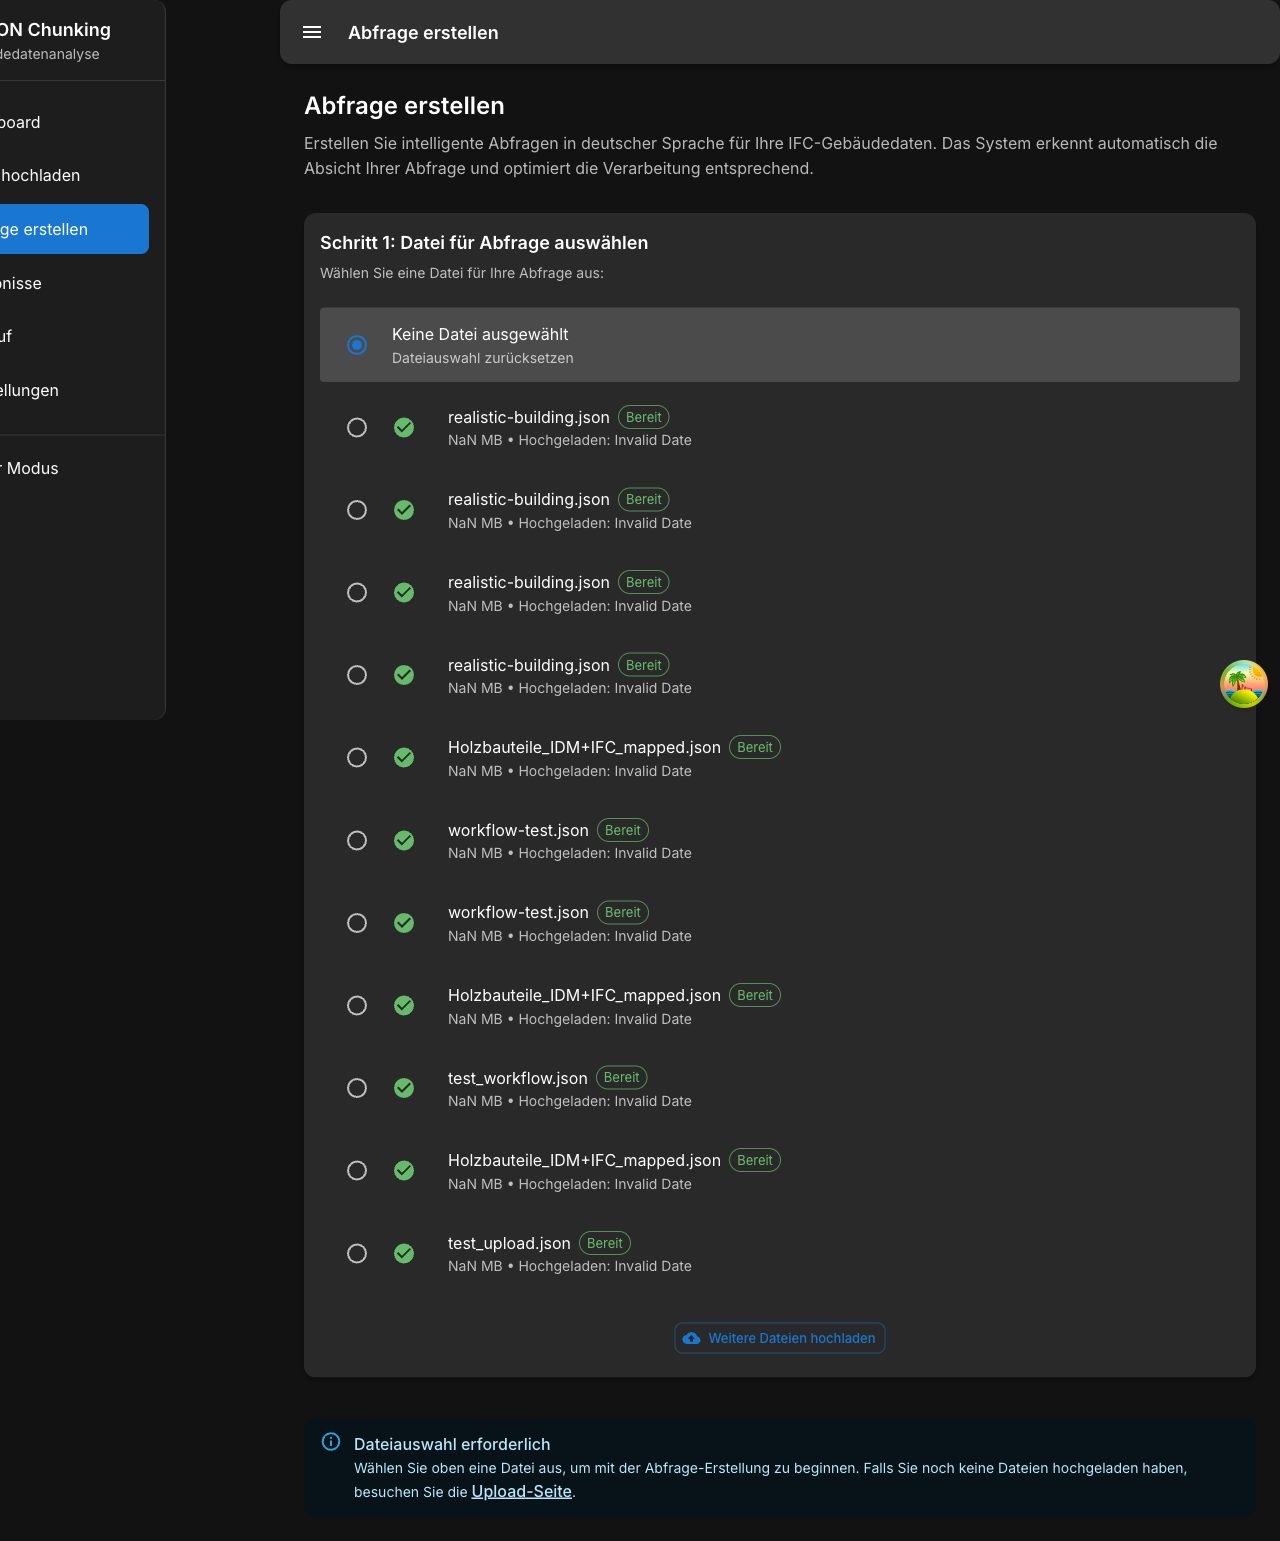 ON Chunking
dedatenanalyse
board
hochladen
ge erstellen
nisse
uf
ellungen
r Modus
Abfrage erstellen
Abfrage erstellen
Erstellen Sie intelligente Abfragen in deutscher Sprache für Ihre IFC-Gebäudedaten. Das System erkennt automatisch die
Absicht Ihrer Abfrage und optimiert die Verarbeitung entsprechend.
Schritt 1: Datei für Abfrage auswählen
Wählen Sie eine Datei für Ihre Abfrage aus:
Keine Datei ausgewählt
Dateiauswahl zurücksetzen
realistic-building.json Bereit
NaN MB • Hochgeladen: Invalid Date
realistic-building.json Bereit
NaN MB • Hochgeladen: Invalid Date
realistic-building.json Bereit
NaN MB • Hochgeladen: Invalid Date
realistic-building.json Bereit
NaN MB • Hochgeladen: Invalid Date
Holzbauteile_IDM+IFC_mapped.json Bereit
NaN MB • Hochgeladen: Invalid Date
workflow-test.json Bereit
NaN MB • Hochgeladen: Invalid Date
workflow-test.json Bereit
NaN MB • Hochgeladen: Invalid Date
Holzbauteile_IDM+IFC_mapped.json Bereit
NaN MB • Hochgeladen: Invalid Date
test_workflow.json Bereit
NaN MB • Hochgeladen: Invalid Date
Holzbauteile_IDM+IFC_mapped.json Bereit
NaN MB • Hochgeladen: Invalid Date
test_upload.json Bereit
NaN MB • Hochgeladen: Invalid Date
Weitere Dateien hochladen
Dateiauswahl erforderlich
Wählen Sie oben eine Datei aus, um mit der Abfrage-Erstellung zu beginnen. Falls Sie noch keine Dateien hochgeladen haben,
besuchen Sie die Upload-Seite.